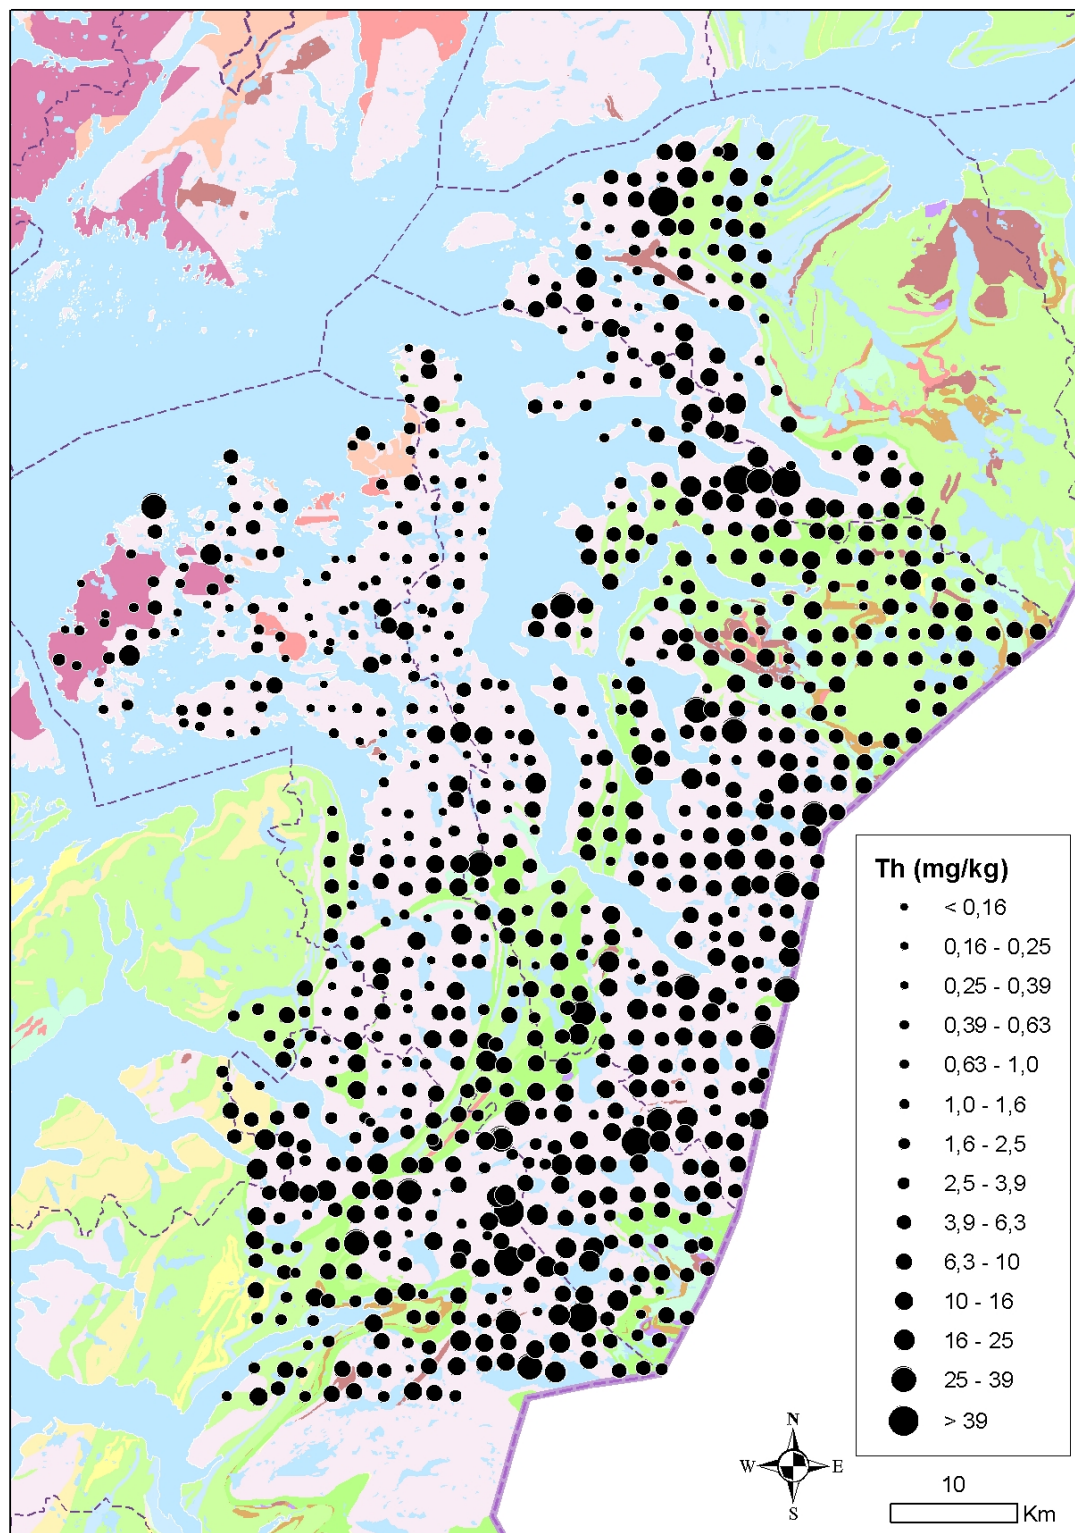 Th (mg/kg)
< 0,16
0,16 - 0,25
0,25 - 0,39
0,39 - 0,63
0,63 - 1,0
1,0 - 1,6
1,6 - 2,5
2,5 - 3,9
3,9 - 6,3
6,3 - 10
10 - 16
16 - 25
25 - 39
> 39
N
W E
S
10
Km